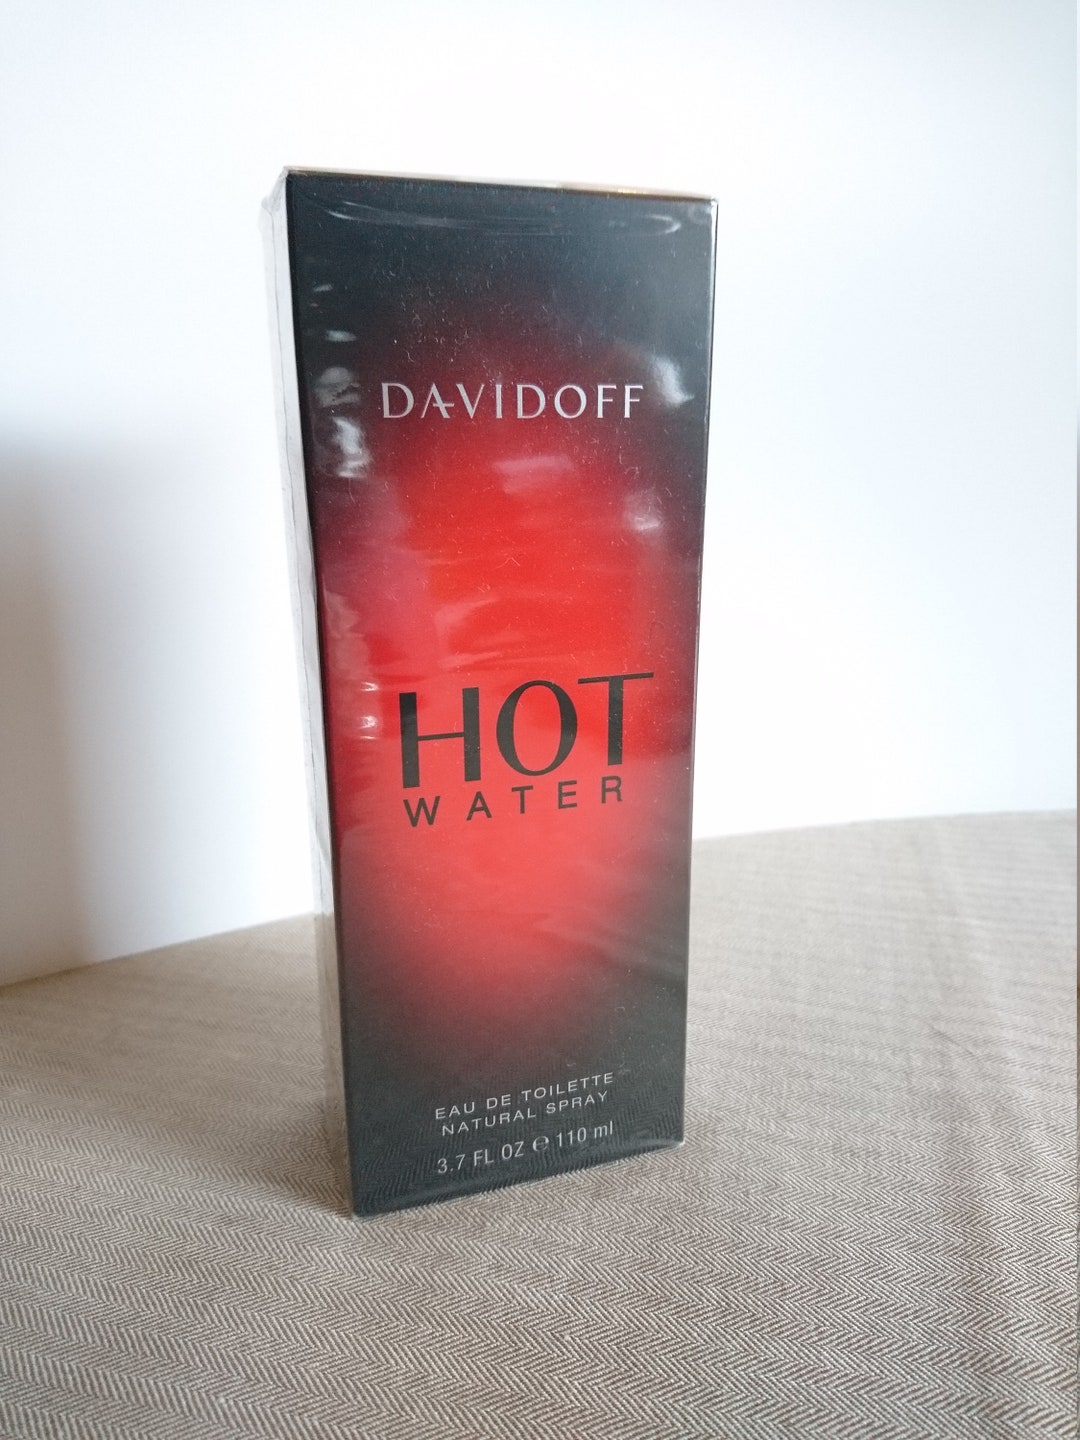 DAVIDOFF
HOT
WATER
EAU DE TOILETTE
NATURAL SPRAY
3.7 FL OZ ℮ 110 ml